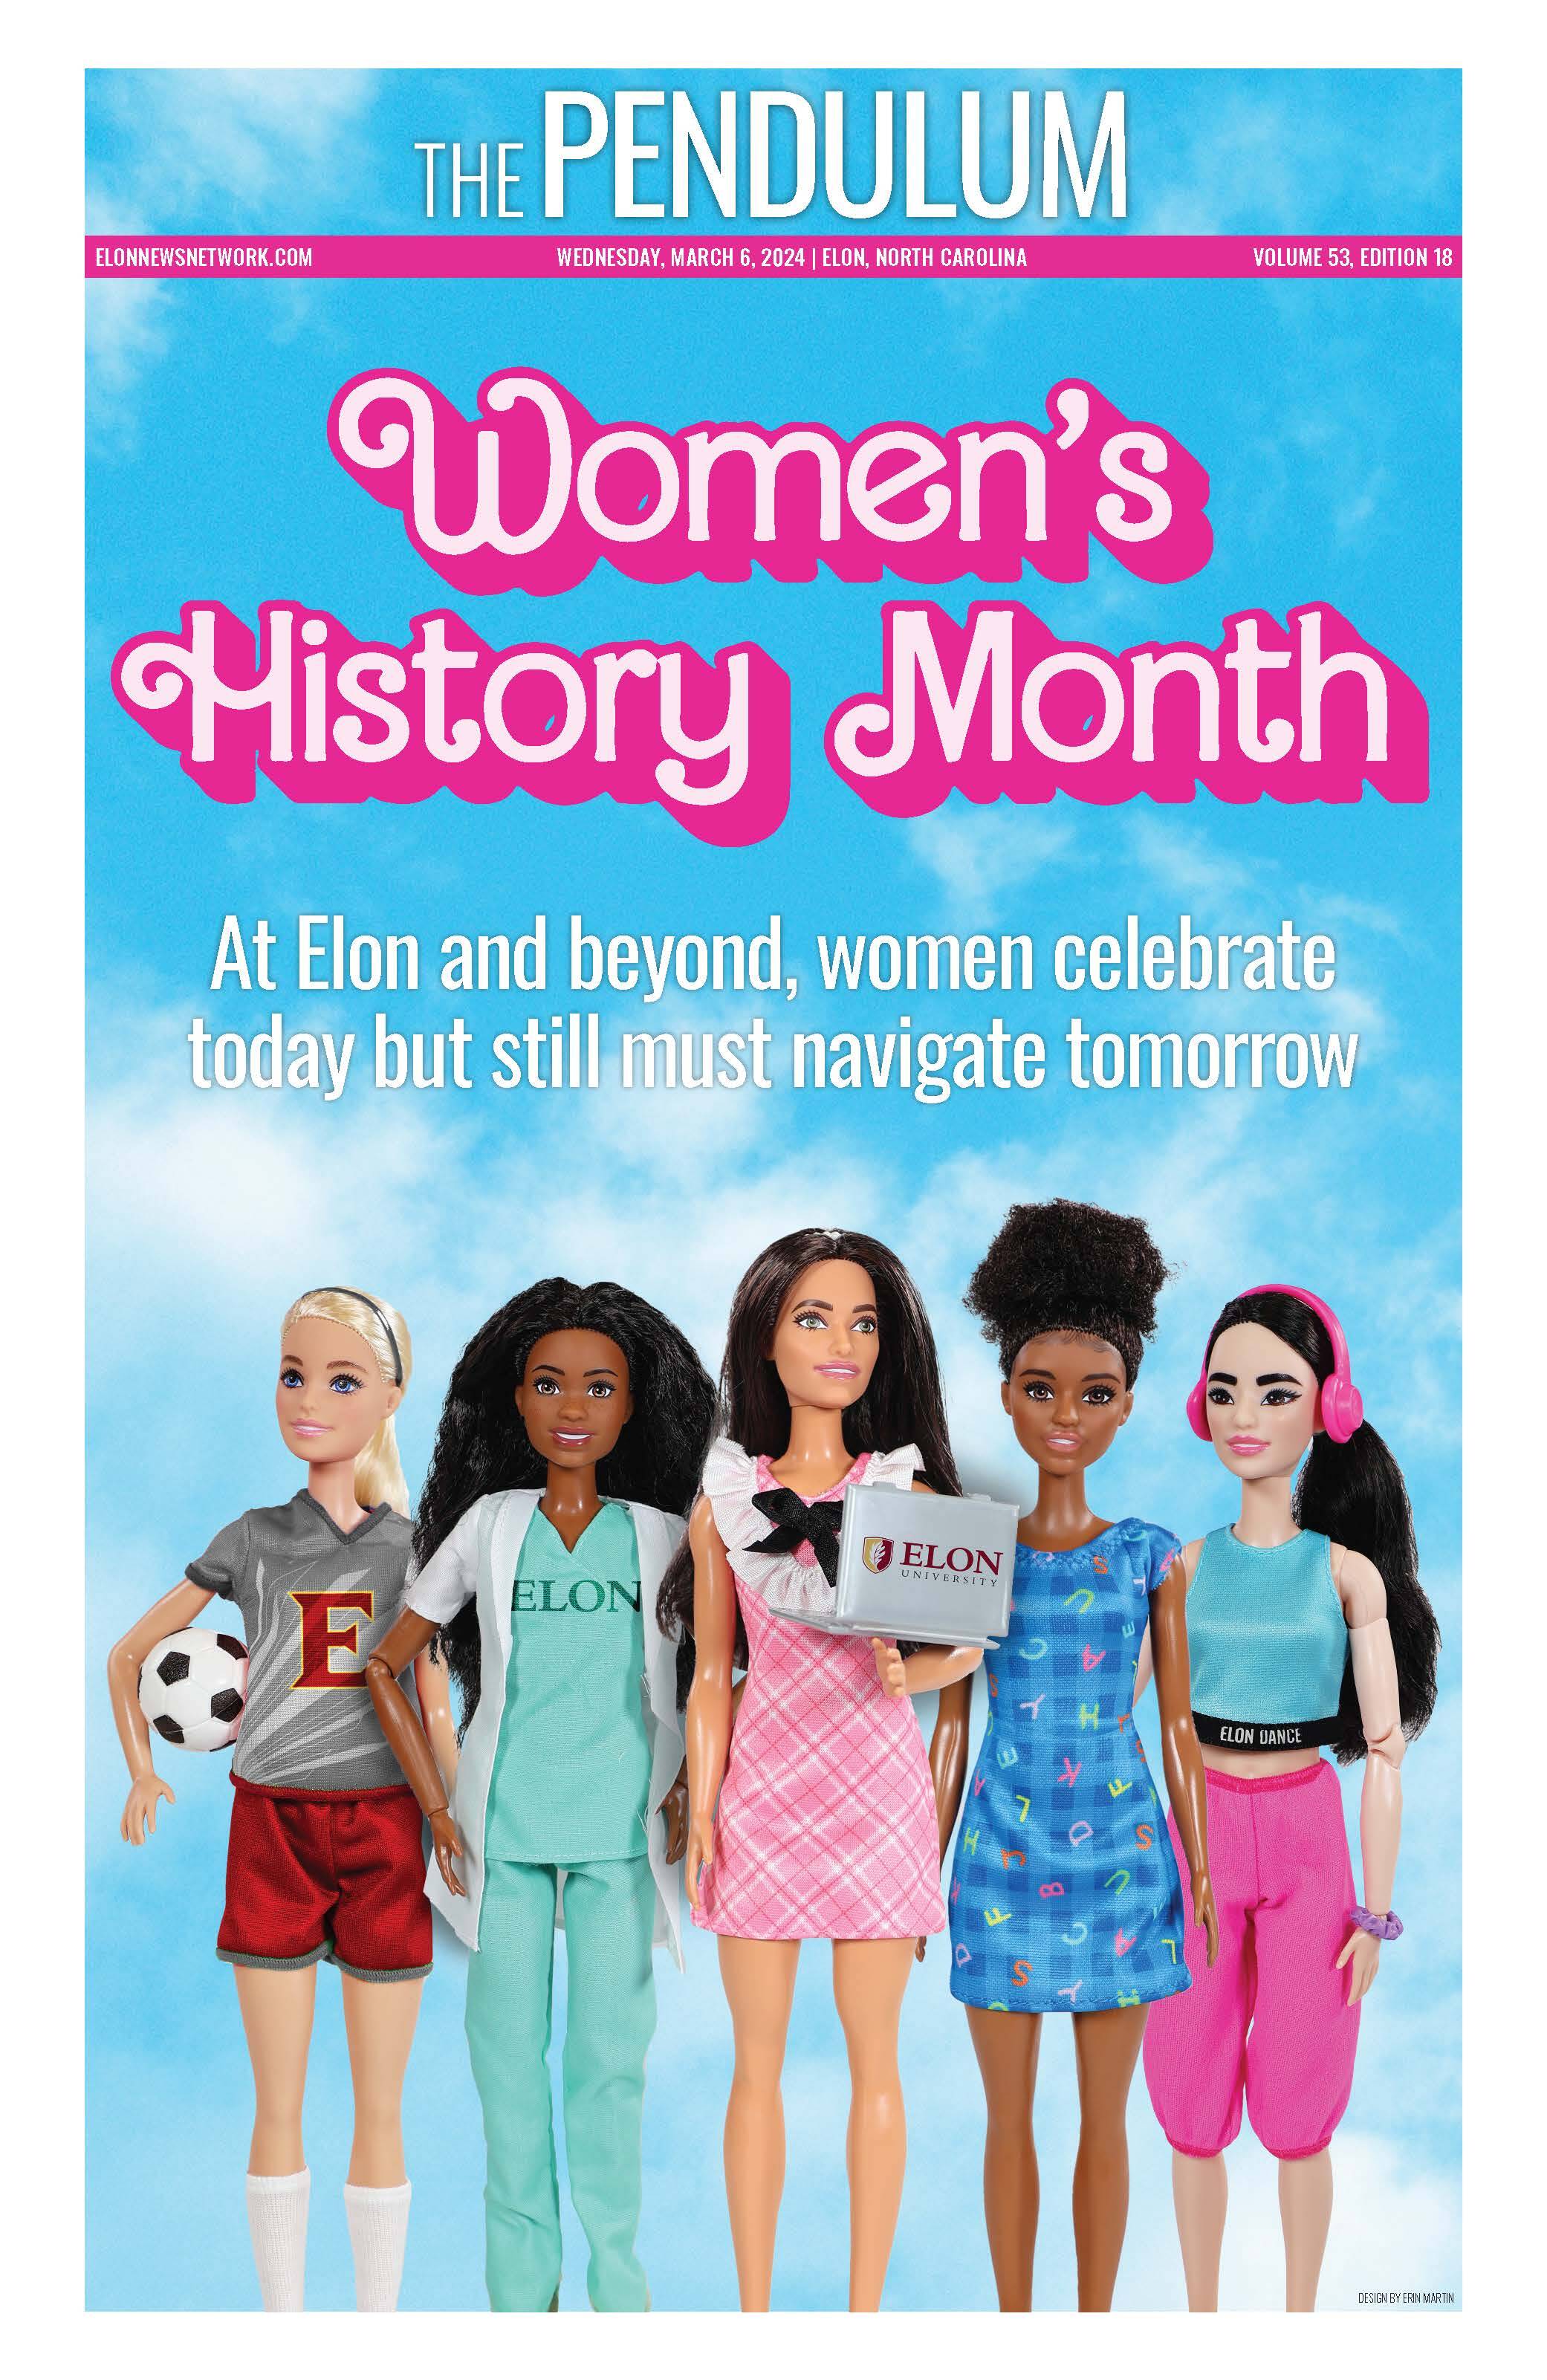 THE PENDULUM
ELONNEWSNETWORK.COM WEDNESDAY, MARCH 6, 2024 | ELON, NORTH CAROLINA VOLUME 53, EDITION 18
Women's
History Month
At Elon and beyond, women celebrate
today but still must navigate tomorrow
E
ELON
ELON
UNIVERSITY
ELON DANCE
DESIGN BY ERIN MARTIN